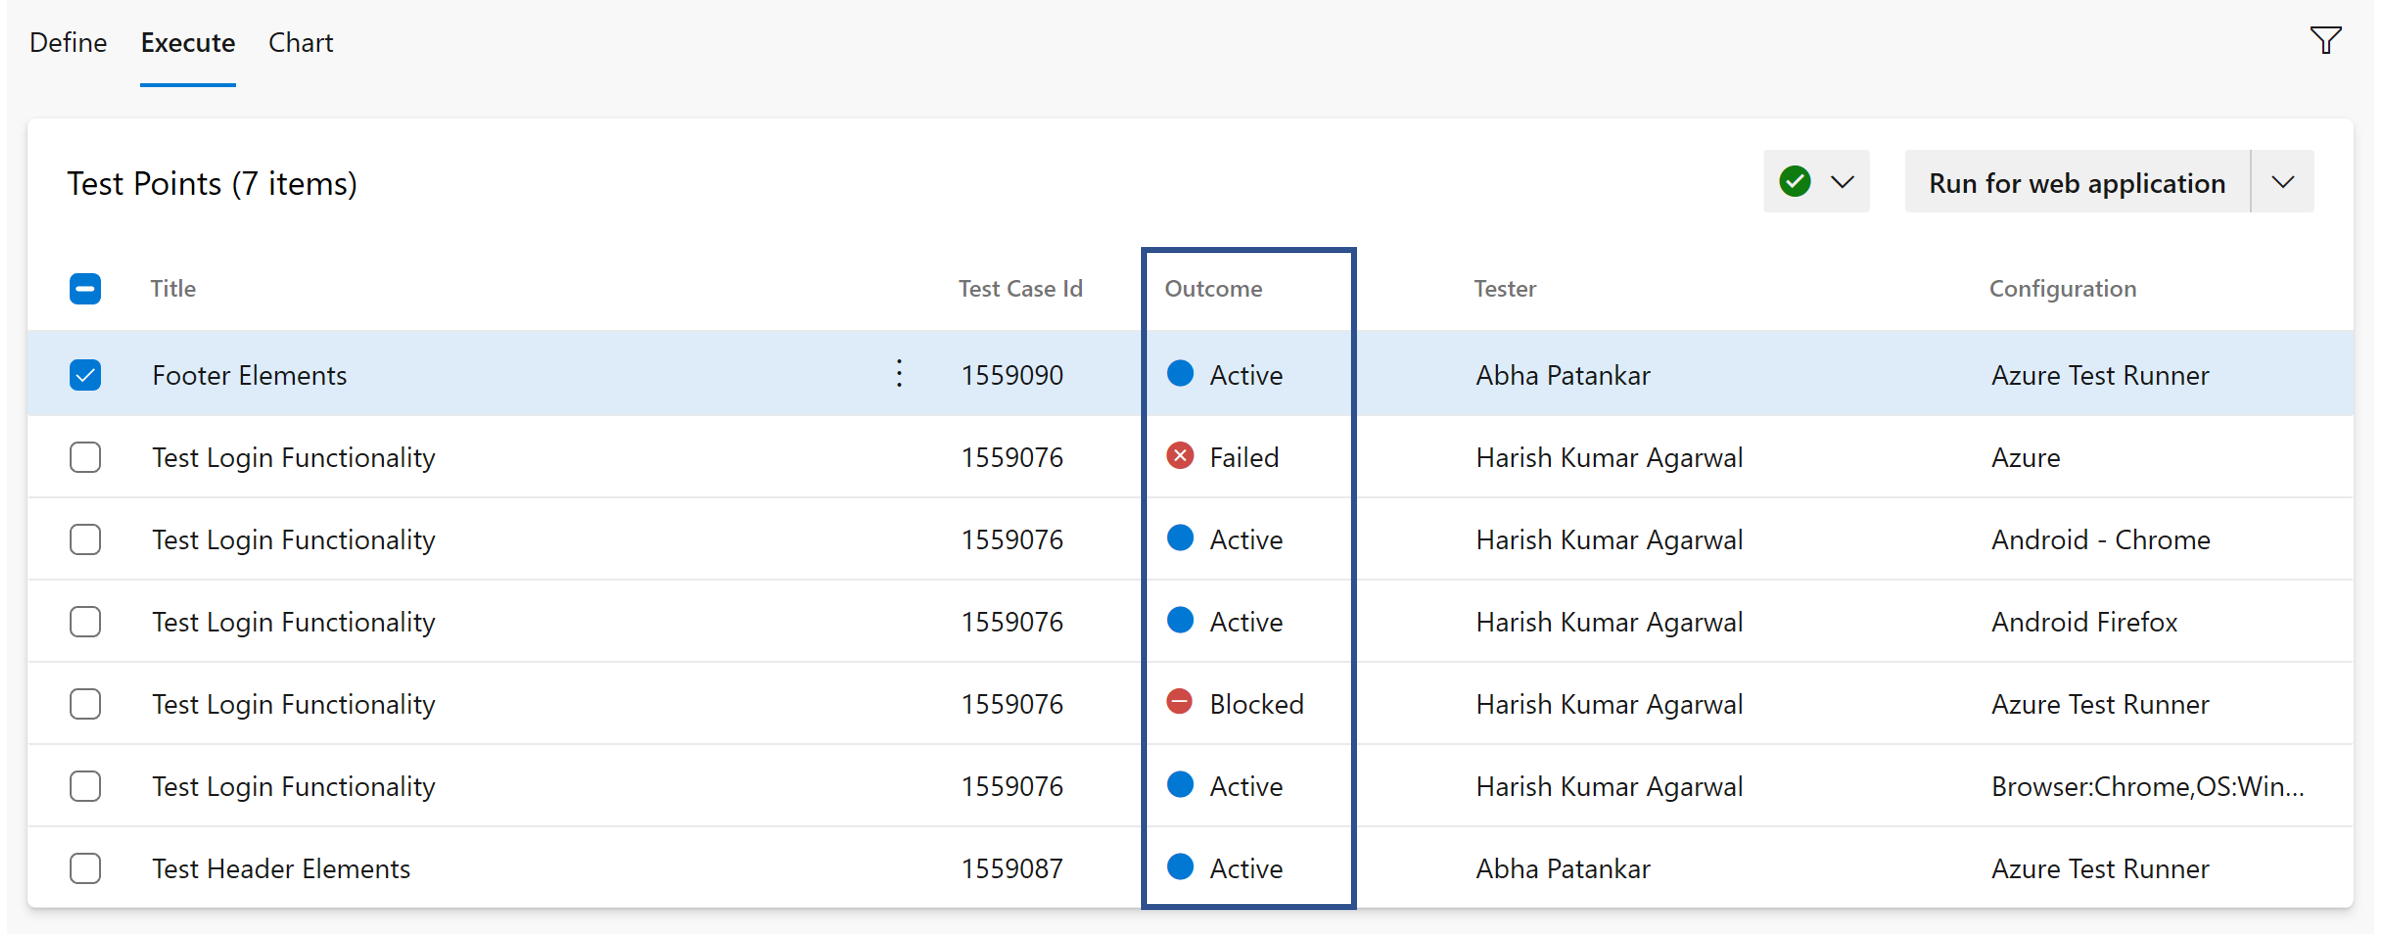 Define Execute Chart
Test Points (7 items) Run for web application
Title Test Case Id Outcome Tester Configuration
Footer Elements 1559090 Active Abha Patankar Azure Test Runner
Test Login Functionality 1559076 Failed Harish Kumar Agarwal Azure
Test Login Functionality 1559076 Active Harish Kumar Agarwal Android - Chrome
Test Login Functionality 1559076 Active Harish Kumar Agarwal Android Firefox
Test Login Functionality 1559076 Blocked Harish Kumar Agarwal Azure Test Runner
Test Login Functionality 1559076 Active Harish Kumar Agarwal Browser:Chrome,OS:Win...
Test Header Elements 1559087 Active Abha Patankar Azure Test Runner